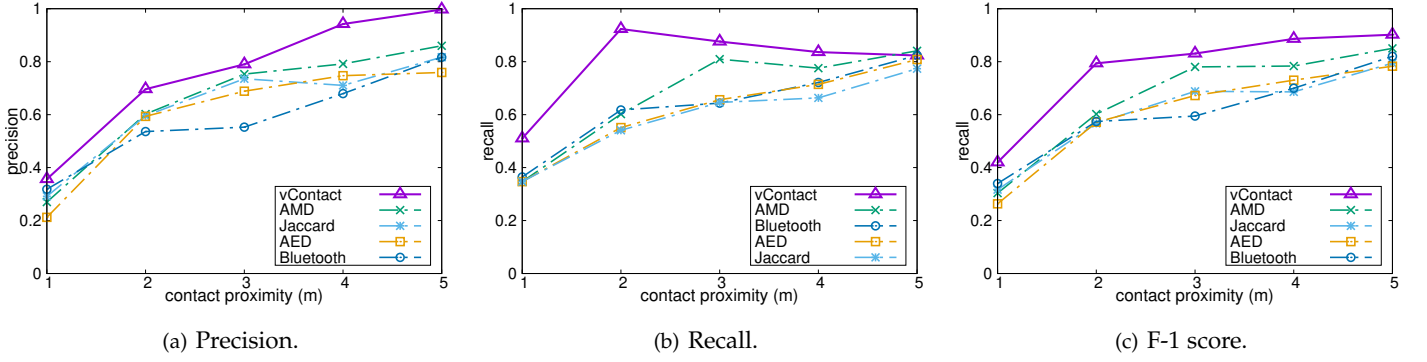 precision
1
0.8
0.6
0.4
0.2
0
vContact
AMD
Jaccard
AED
Bluetooth
1 2 3 4 5
contact proximity (m)
(a) Precision.
recall
1
0.8
0.6
0.4
0.2
0
vContact
AMD
Bluetooth
AED
Jaccard
1 2 3 4 5
contact proximity (m)
(b) Recall.
recall
1
0.8
0.6
0.4
0.2
0
vContact
AMD
Jaccard
AED
Bluetooth
1 2 3 4 5
contact proximity (m)
(c) F-1 score.